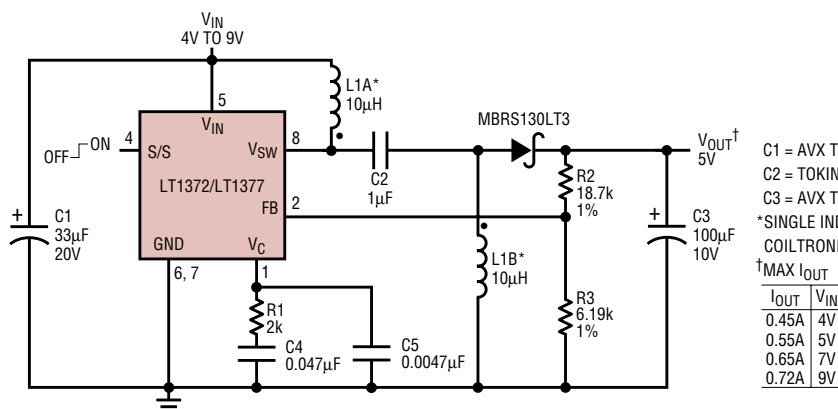 VIN
4V TO 9V
L1A*
10µH
MBRS130LT3
5
4
VIN
ON
OFF
S/S
VSW
8
C2
1µF
VOUT†
5V
LT1372/LT1377
R2
18.7k
1%
FB
2
+
C1
33µF
20V
GND
VC
6, 7
1
L1B*
10µH
+
C3
100µF
10V
R1
2k
C4
0.047µF
C5
0.0047µF
R3
6.19k
1%
C1 = AVX
C2 = TOKIN
C3 = AVX
*SINGLE
†MAX IOUT
IOUT VIN
0.45A 4V
0.55A 5V
0.65A 7V
0.72A 9V